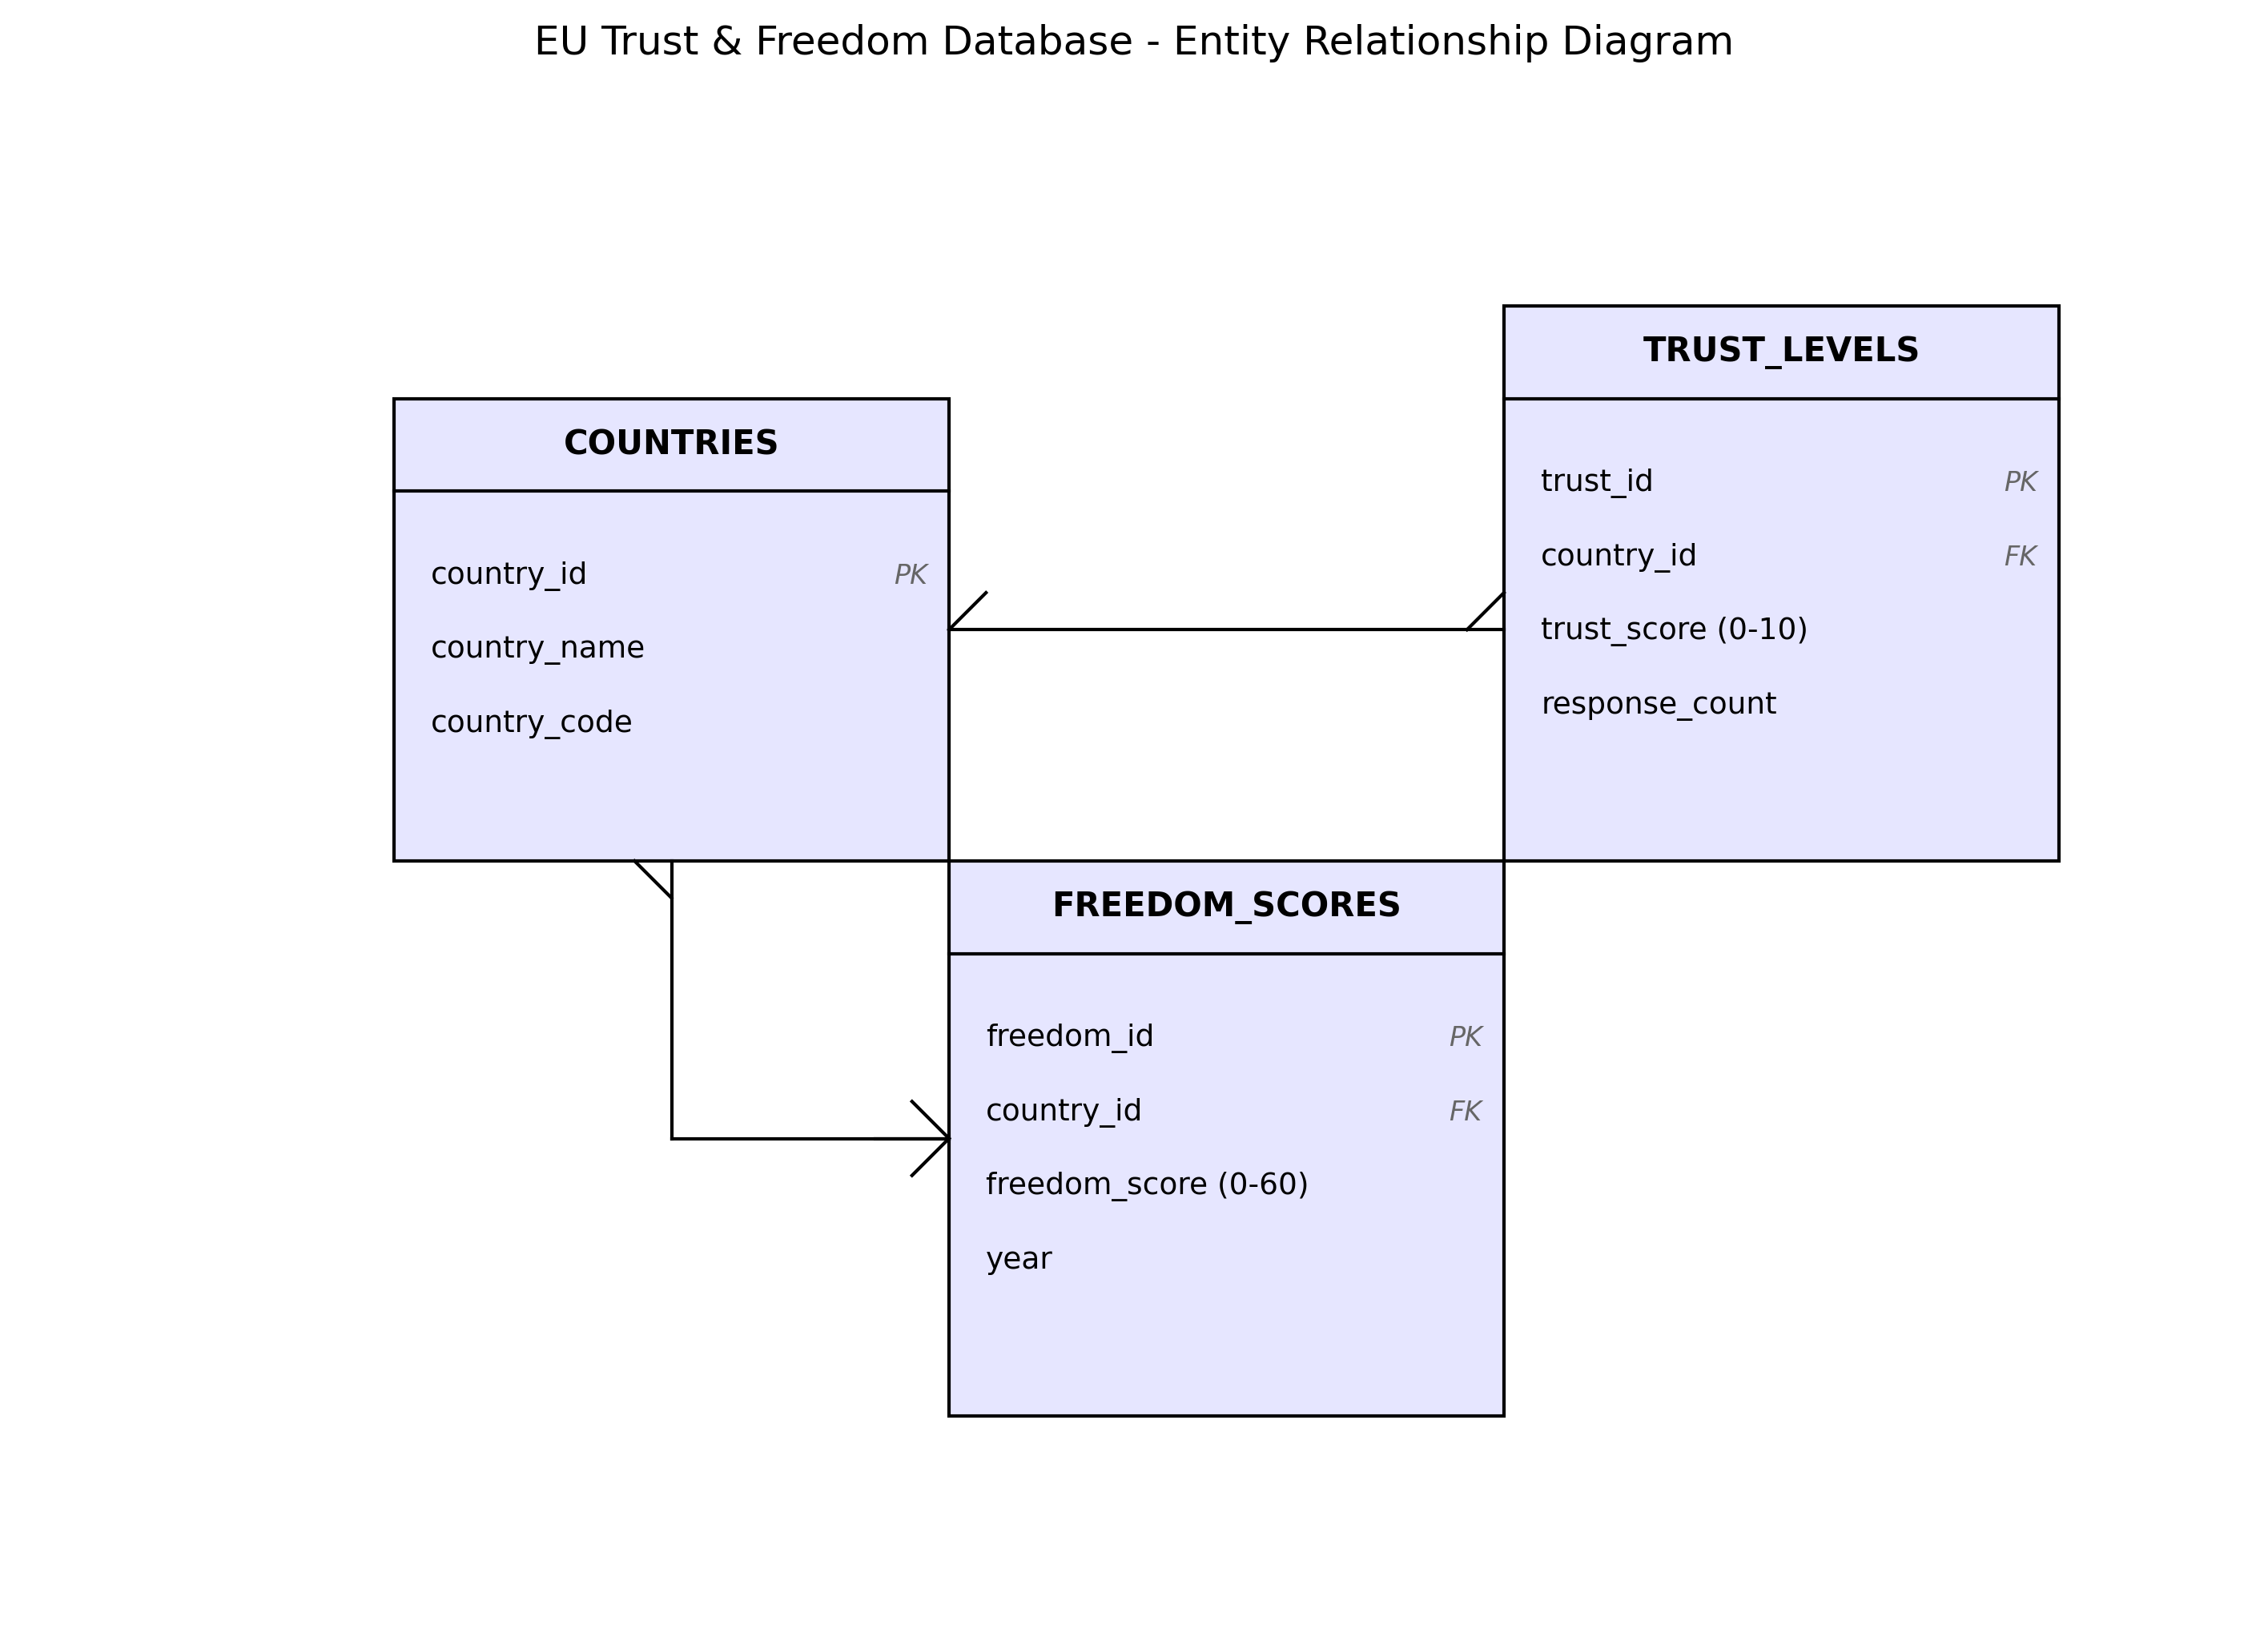 EU Trust & Freedom Database - Entity Relationship Diagram
COUNTRIES
country_id PK
country_name
country_code
TRUST_LEVELS
trust_id PK
country_id FK
trust_score (0-10)
response_count
FREEDOM_SCORES
freedom_id PK
country_id FK
freedom_score (0-60)
year